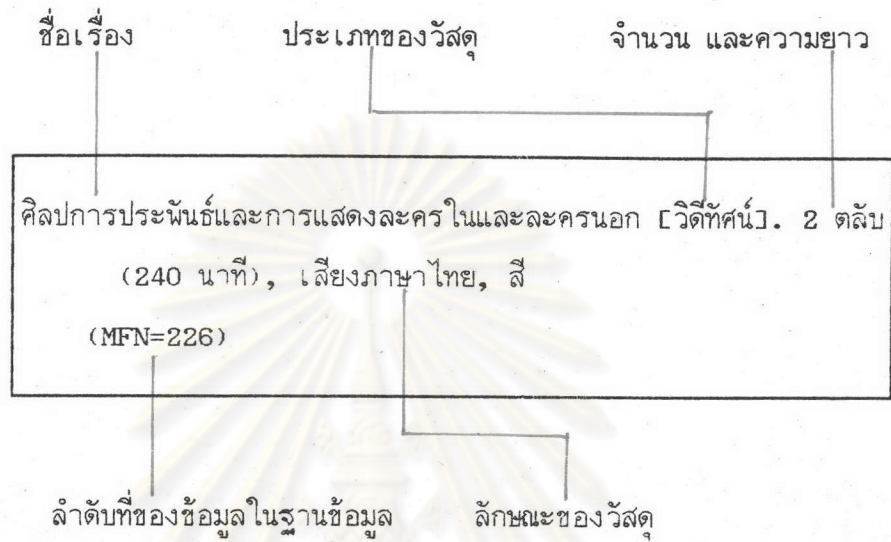 ชื่อเรื่อง ประเภทของวัสดุ จำนวน และความยาว
ศิลปการประพันธ์และการแสดงละครในและละครนอก [วิดีทัศน์]. 2 ตลับ
(240 นาที), เสียงภาษาไทย, สี
(MFN=226)
ลำดับที่ของข้อมูลในฐานข้อมูล ลักษณะของวัสดุ